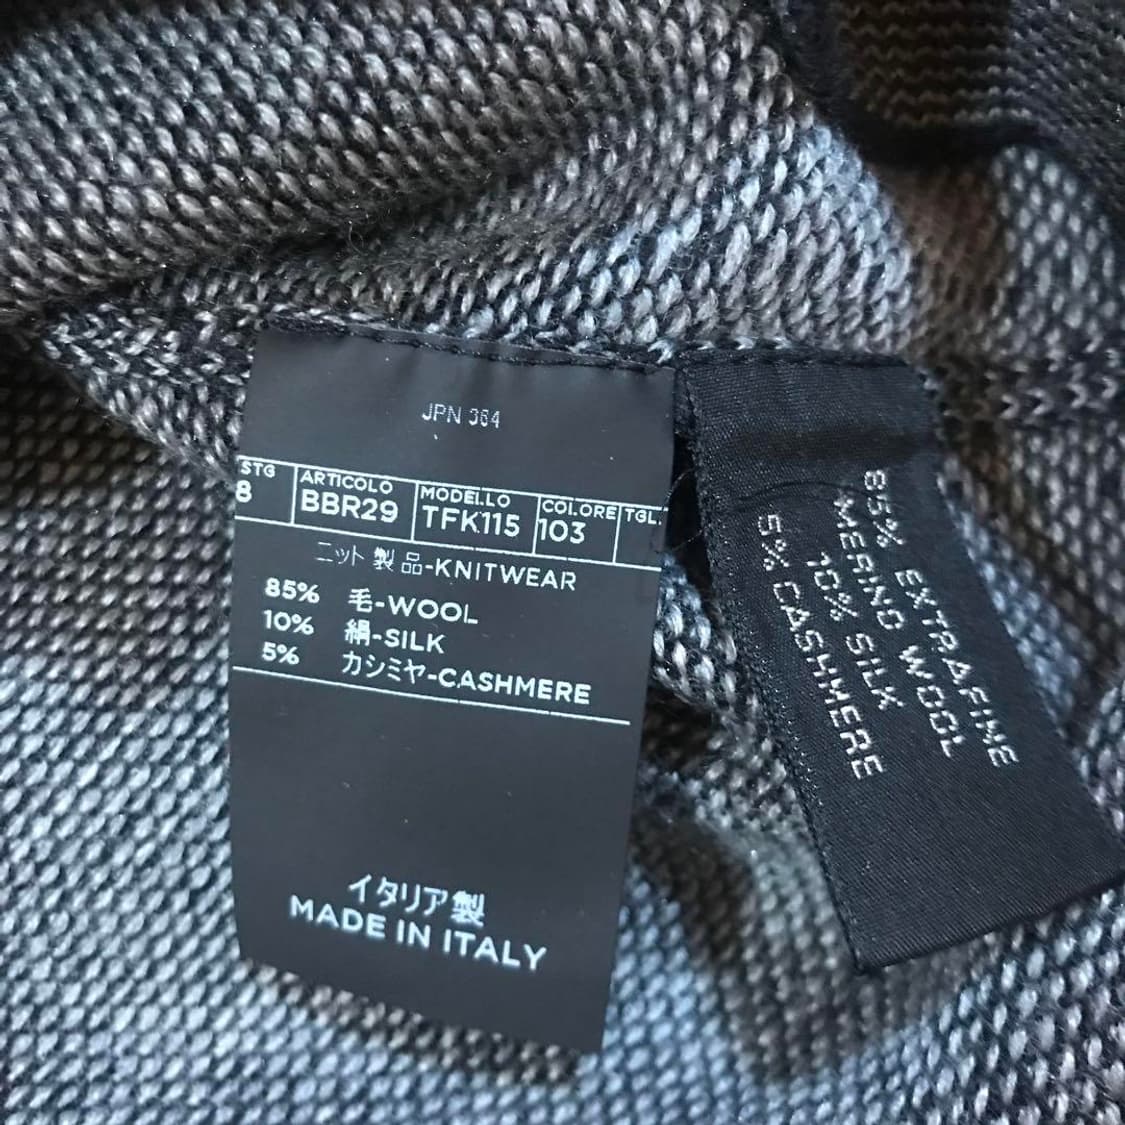 JPN 364
STG ARTICOLO MODELLO COLORE TGL.
8 BBR29 TFK115 103
ニット製品-KNITWEAR
85% 毛-WOOL
10% 絹-SILK
5% カシミヤ-CASHMERE
イタリア製
MADE IN ITALY
85% EXTRAFINE
MERINO WOOL
10% SILK
5% CASHMERE